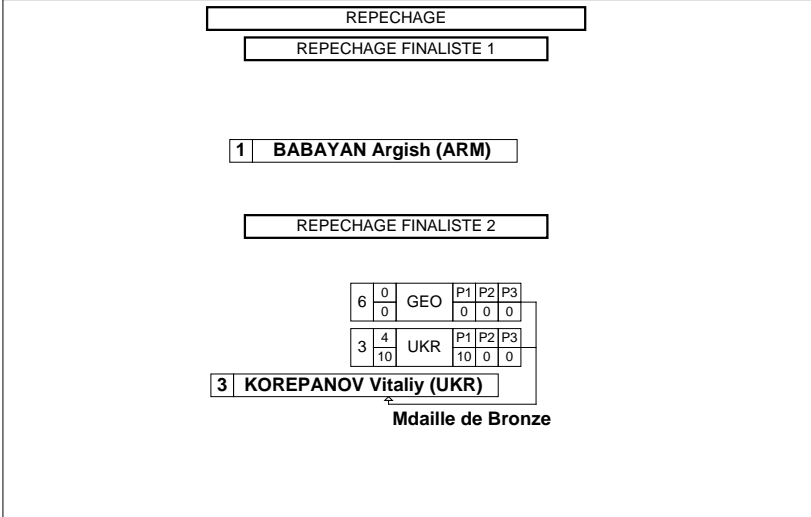 REPECHAGE
REPECHAGE FINALISTE 1
1 BABAYAN Argish (ARM)
REPECHAGE FINALISTE 2
6 0 GEO P1 P2 P3
0 0 0 0
3 4 UKR P1 P2 P3
10 10 0 0
3 KOREPANOV Vitaliy (UKR)
Mdaille de Bronze